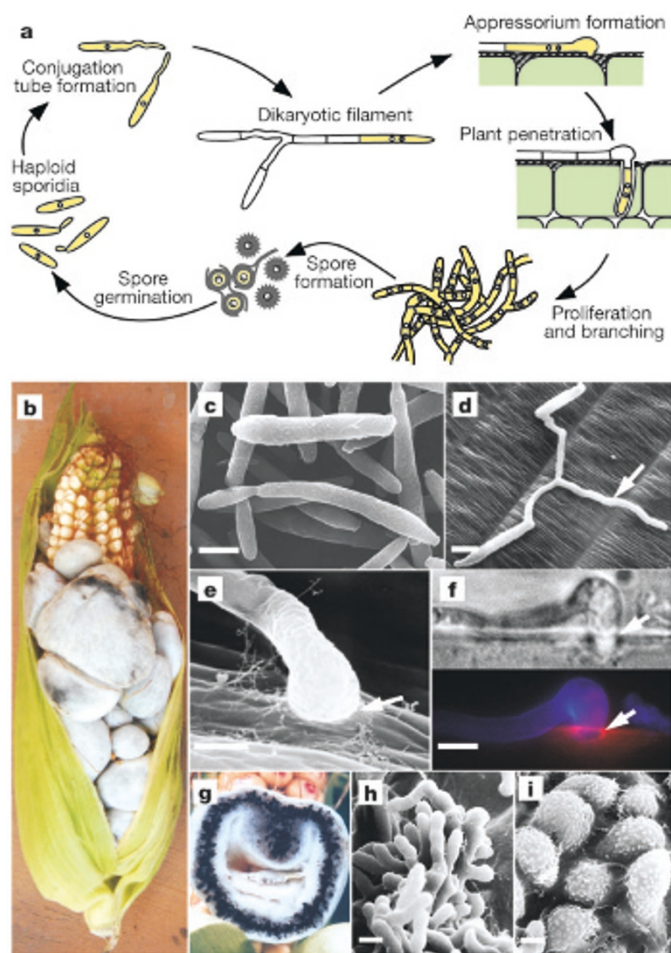 a
Conjugation
tube formation
Dikaryotic filament
Appressorium formation
Plant penetration
Haploid
sporidia
Spore
germination
Spore
formation
Proliferation
and branching
b
c
d
e
f
g
h
i